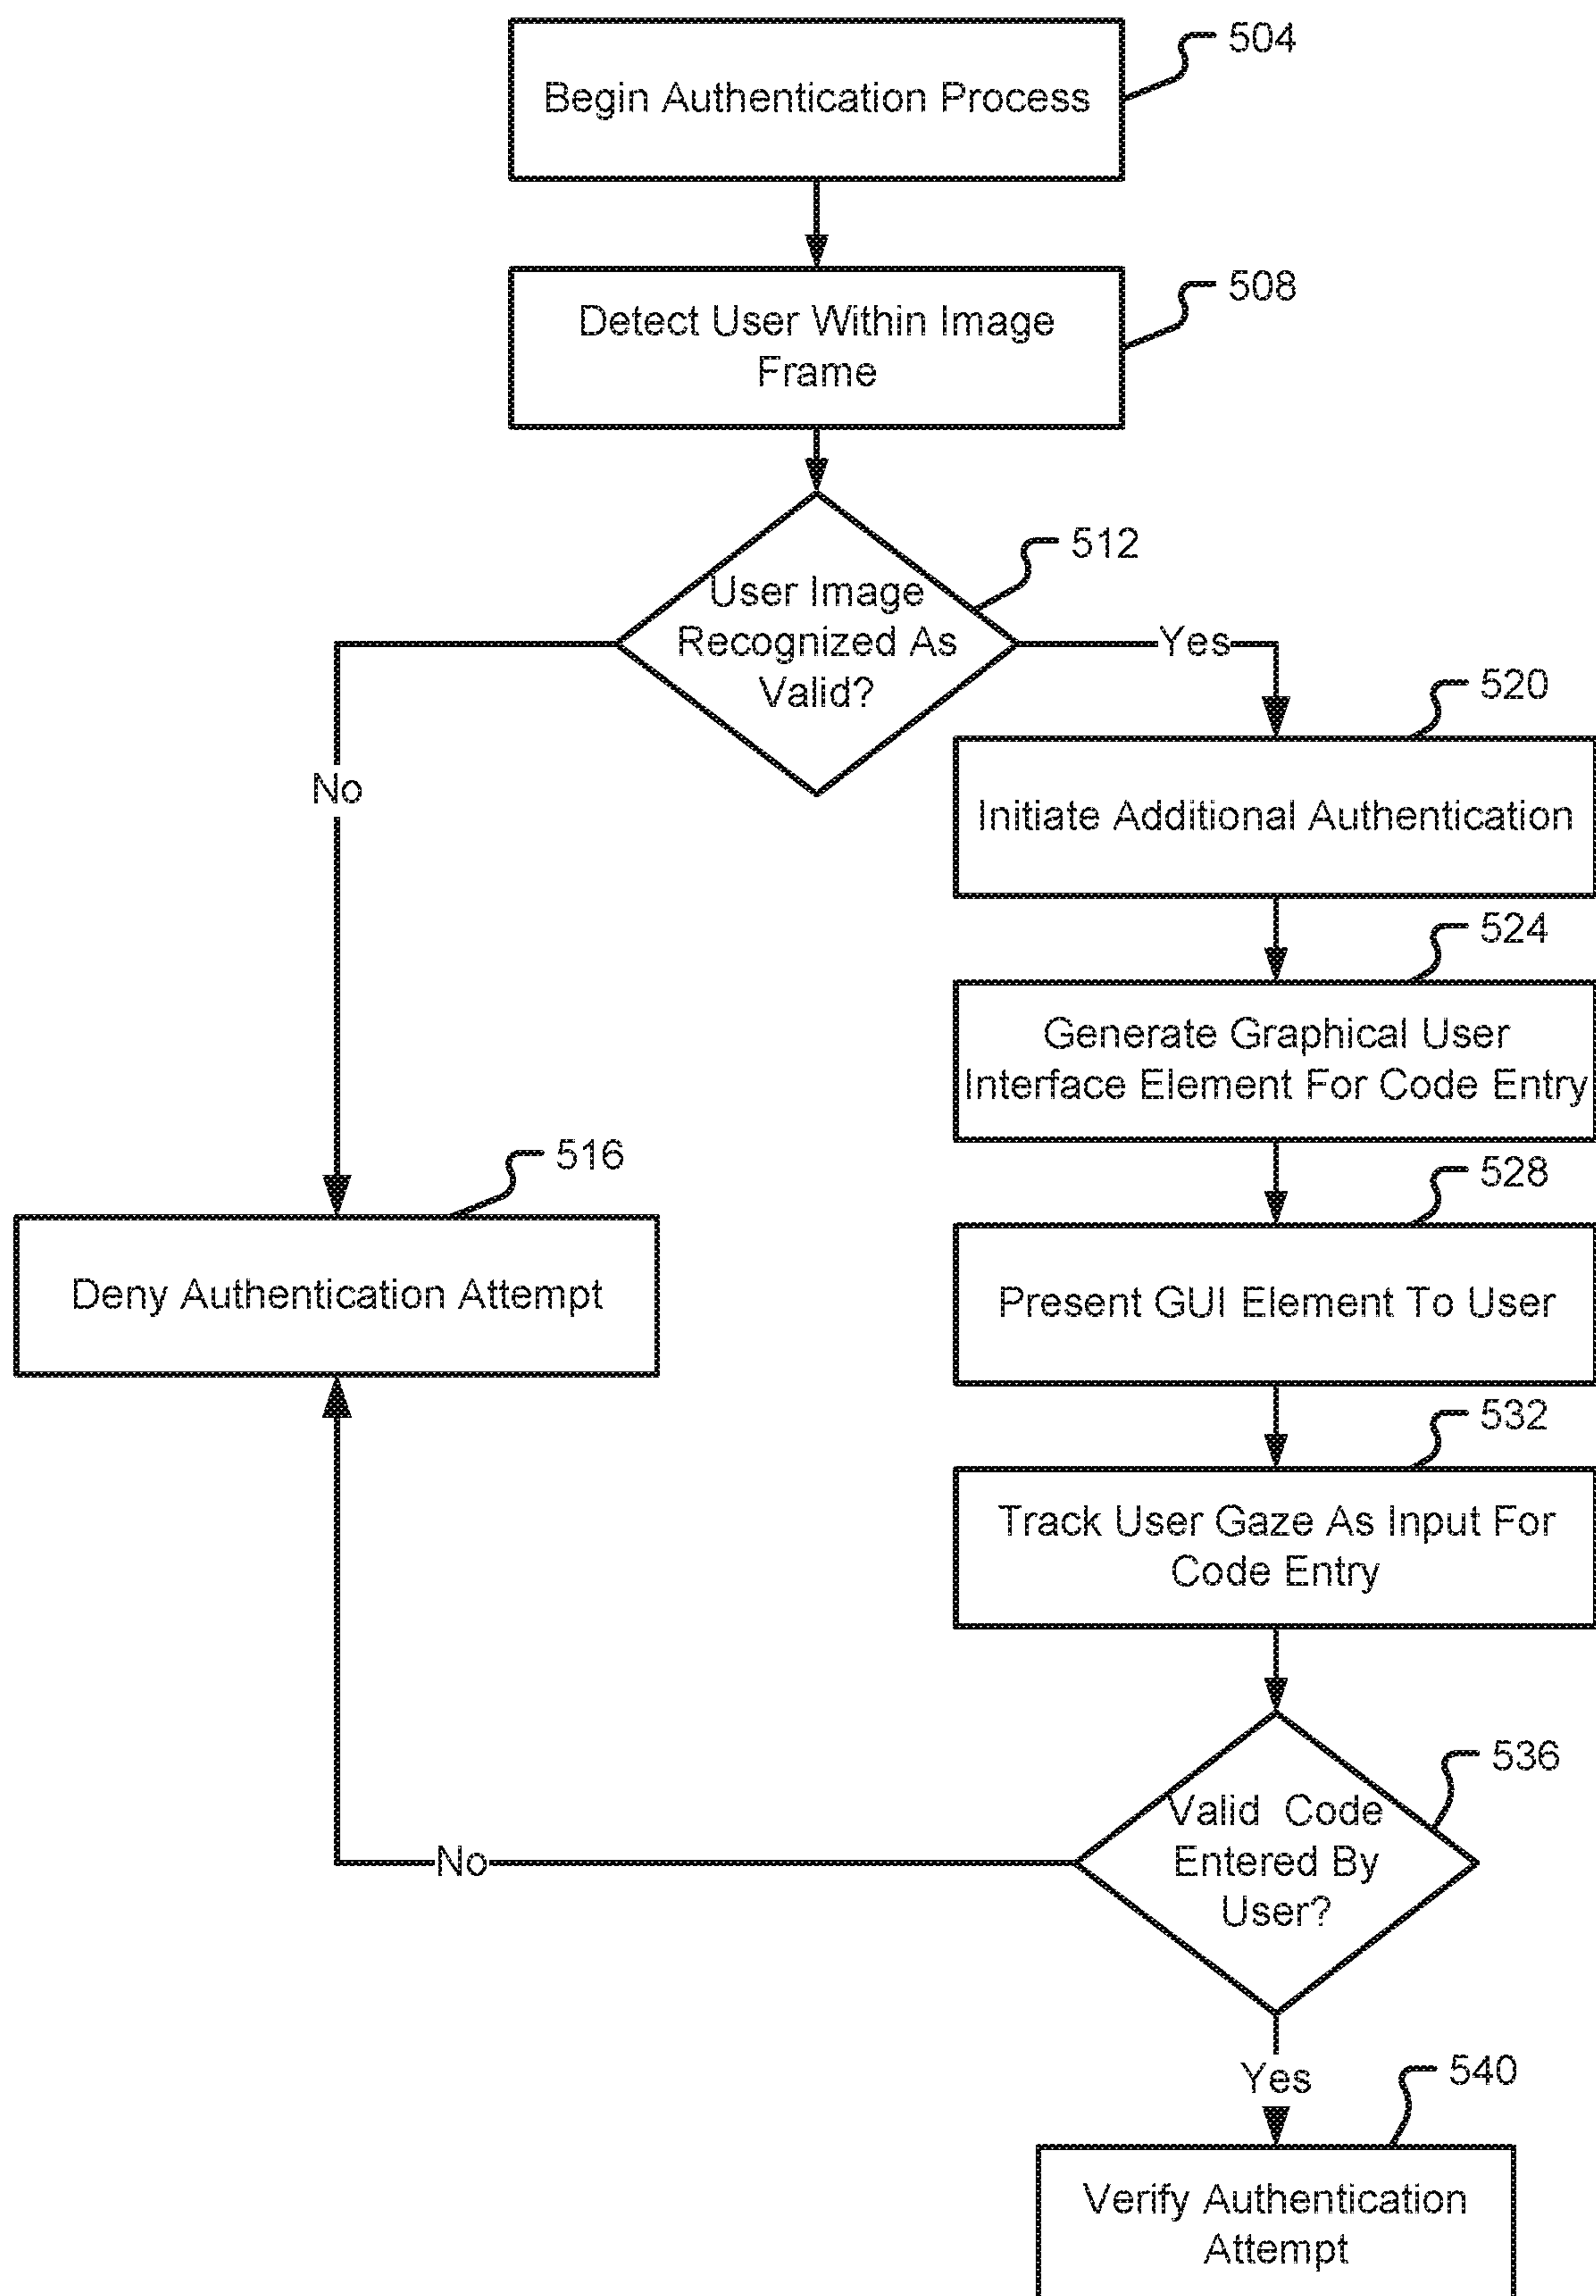 504
Begin Authentication Process
508
Detect User Within Image
Frame
512
User Image
Recognized As
Valid?
Yes
No
520
Initiate Additional Authentication
524
Generate Graphical User
Interface Element For Code Entry
516
Deny Authentication Attempt
528
Present GUI Element To User
532
Track User Gaze As Input For
Code Entry
536
Valid Code
Entered By
User?
No
Yes
540
Verify Authentication
Attempt